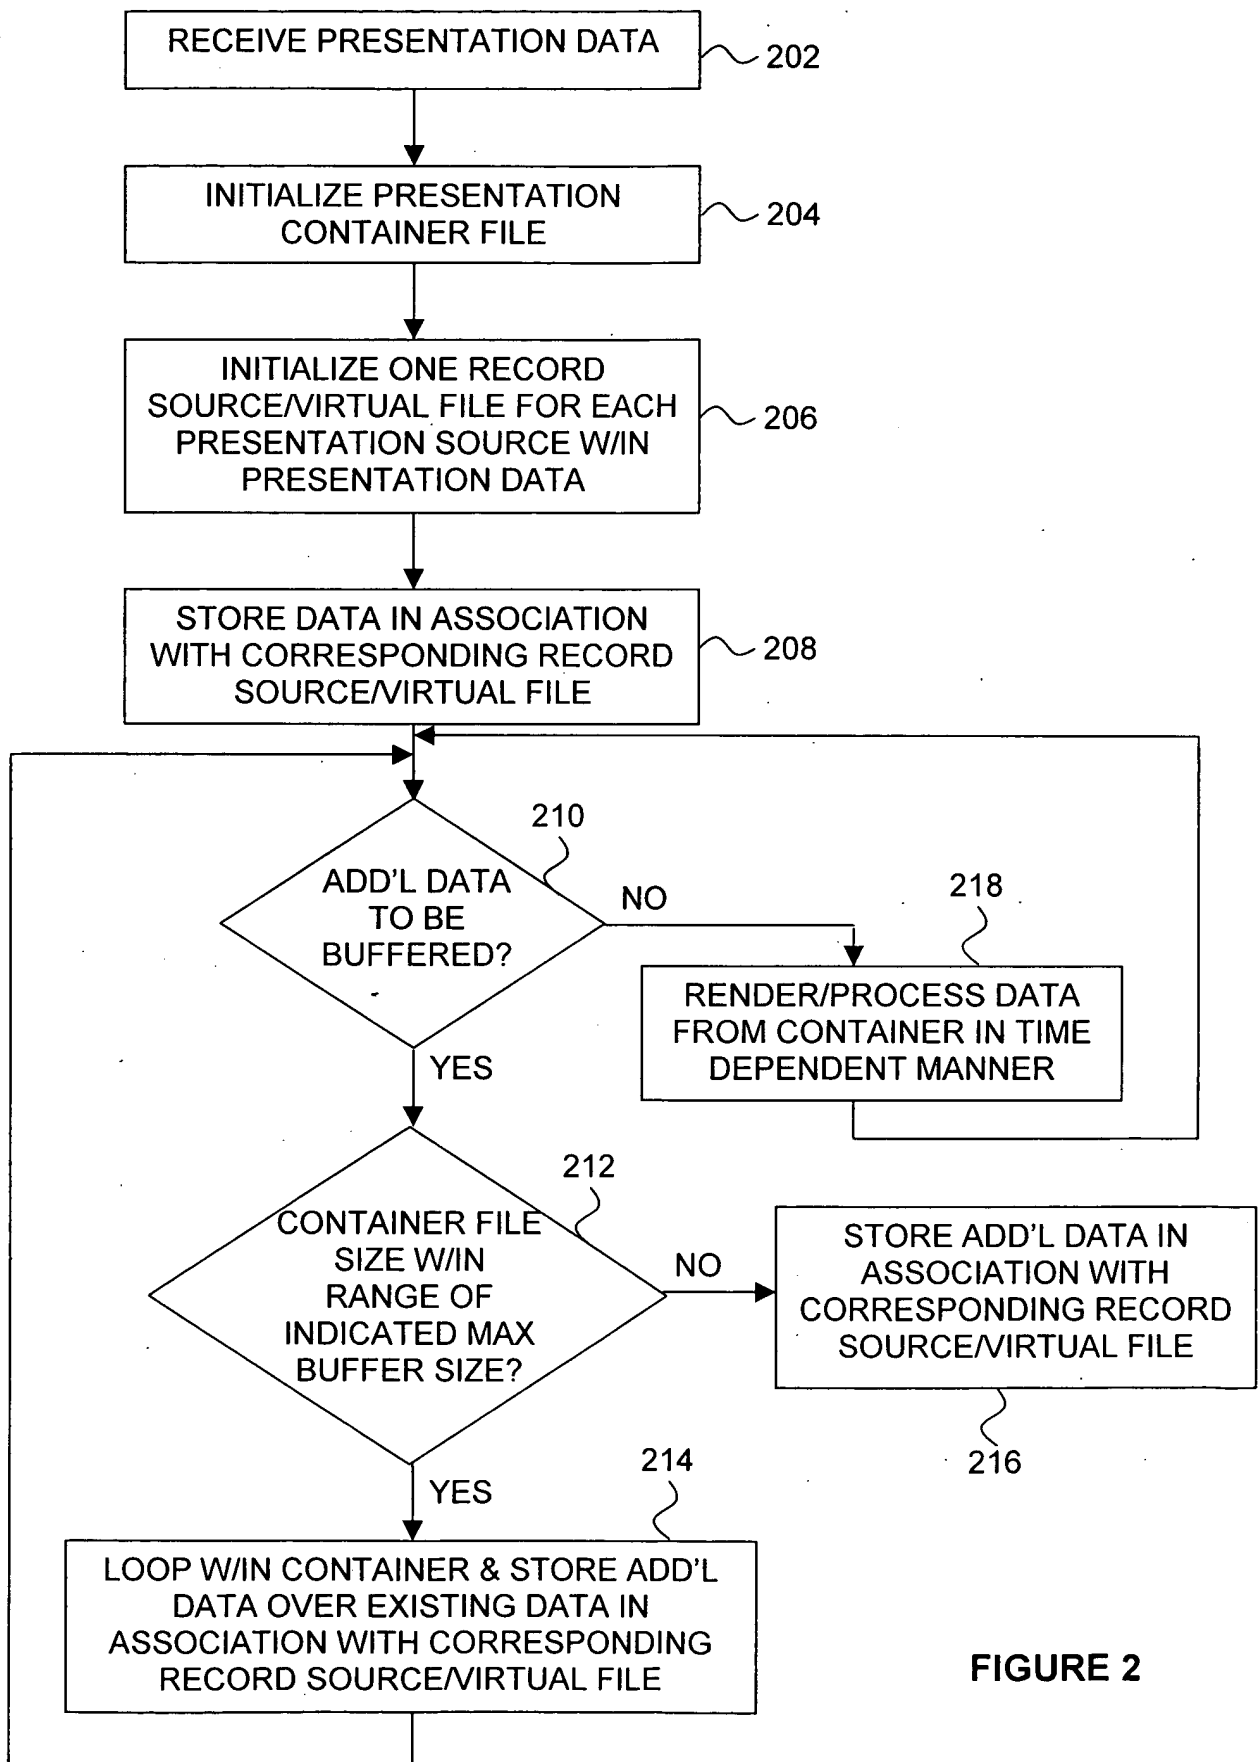 RECEIVE PRESENTATION DATA
202
INITIALIZE PRESENTATION
CONTAINER FILE
204
INITIALIZE ONE RECORD
SOURCE/VIRTUAL FILE FOR EACH
PRESENTATION SOURCE W/IN
PRESENTATION DATA
206
STORE DATA IN ASSOCIATION
WITH CORRESPONDING RECORD
SOURCE/VIRTUAL FILE
208
210
ADD'L DATA
TO BE
BUFFERED?
NO
218
RENDER/PROCESS DATA
FROM CONTAINER IN TIME
DEPENDENT MANNER
YES
212
CONTAINER FILE
SIZE W/IN
RANGE OF
INDICATED MAX
BUFFER SIZE?
NO
STORE ADD'L DATA IN
ASSOCIATION WITH
CORRESPONDING RECORD
SOURCE/VIRTUAL FILE
216
YES
214
LOOP W/IN CONTAINER & STORE ADD'L
DATA OVER EXISTING DATA IN
ASSOCIATION WITH CORRESPONDING
RECORD SOURCE/VIRTUAL FILE
FIGURE 2